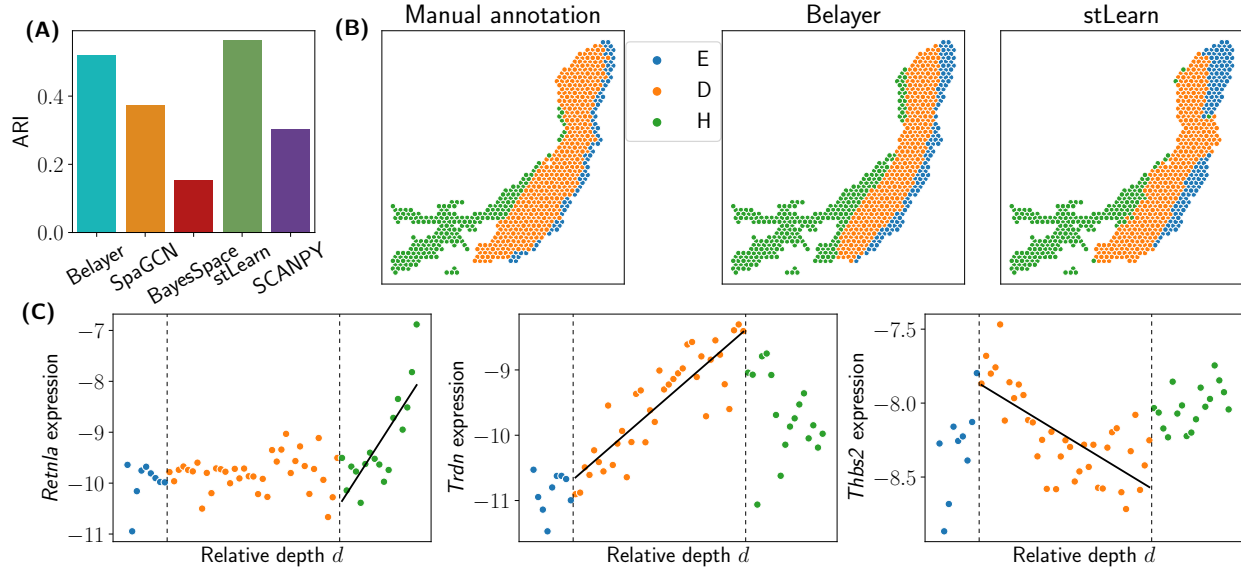 (A)
ARI
0.4
0.2
0.0
Belayer
SpaGCN
BayesSpace
stLearn
SCANPY
(B)
Manual annotation
E
D
H
Belayer
stLearn
(C)
Retnla expression
−7
−8
−9
−10
−11
Relative depth d
Trdn expression
−9
−10
−11
Relative depth d
Thbs2 expression
−7.5
−8.0
−8.5
Relative depth d